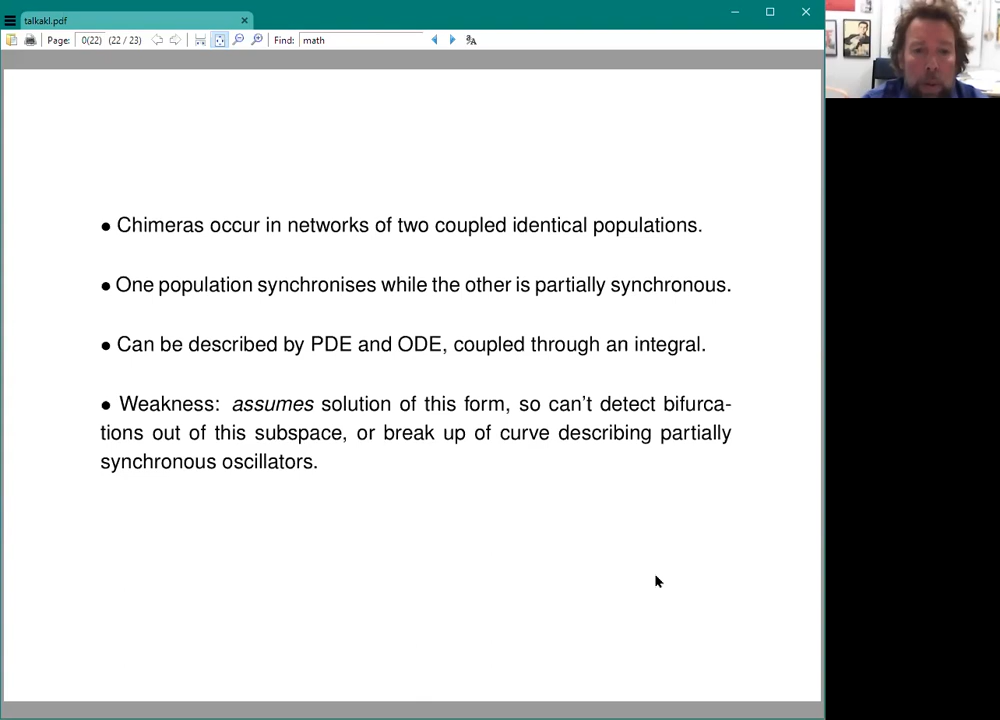 talkakl.pdf
Page: 0(22) (22 / 23) Find: math
• Chimeras occur in networks of two coupled identical populations.
• One population synchronises while the other is partially synchronous.
• Can be described by PDE and ODE, coupled through an integral.
• Weakness: assumes solution of this form, so can't detect bifurca-
tions out of this subspace, or break up of curve describing partially
synchronous oscillators.